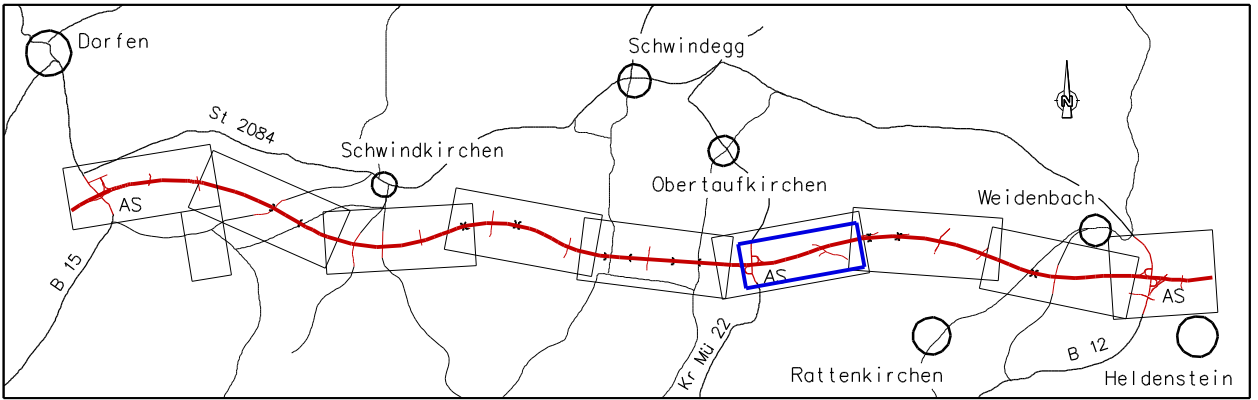 Dorfen
Schwindegg
N
St 2084
Schwindkirchen
Obertaufkirchen
Weidenbach
AS
B 15
AS
AS
Kr Mü 22
B 12
Rattenkirchen
Heldenstein